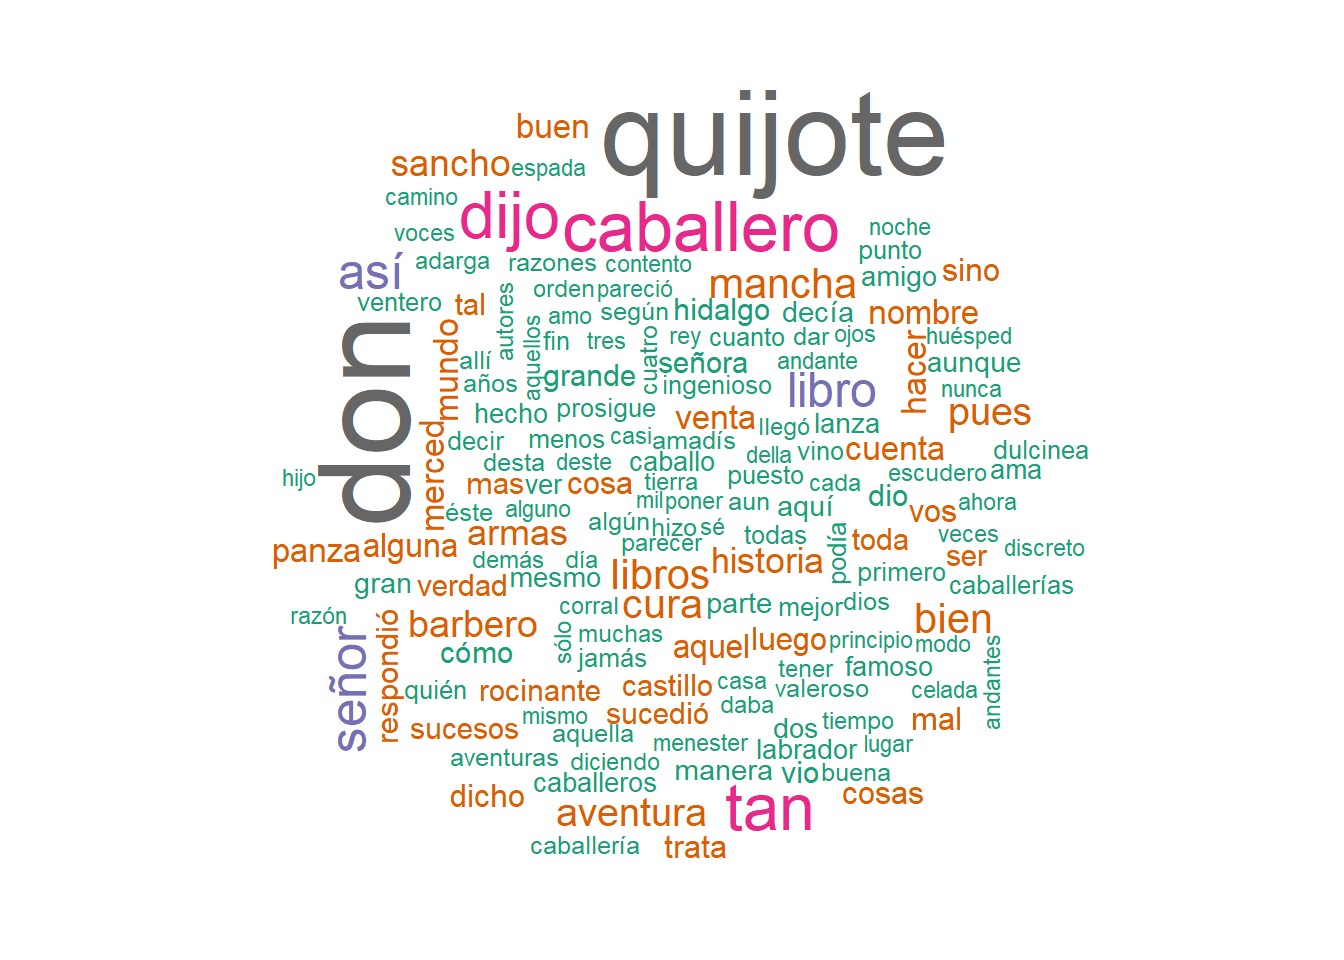 quijote
buen
sancho
espada
camino
dijo
caballero
voces
noche
adarga
razones
contento
punto
así
mancha
amigo
sino
ventero
tal
autores
orden
pareció
amo
según
hidalgo
decía
nombre
don
mundo
allí
aquellos
fin
tres
cuatro
rey
cuanto
dar
ojos
huésped
años
grande
señora
andante
hacer
aunque
ingenioso
libro
nunca
hecho
prosigue
venta
llegó
lanza
pues
merced
decir
menos
casi
amadís
della
vino
cuenta
dulcinea
hijo
desta
deste
caballo
puesto
cada
escudero
ama
mas
ver
cosa
tierra
mil
poner
aun
aquí
dio
vos
ahora
éste
alguno
algún
hizo
sé
todas
podía
toda
veces
panza
alguna
armas
parecer
ser
discreto
demás
día
historia
gran
verdad
mesmo
libros
primero
caballerías
razón
respondió
corral
cura
parte
mejor
dios
bien
barbero
sólo
muchas
aquel
luego
principio
modo
andantes
señor
cómo
jamás
tener
famoso
quién
rocinante
castillo
casa
valeroso
celada
mismo
sucedió
daba
sucesos
aquella
dos
tiempo
mal
menester
labrador
lugar
aventuras
diciendo
caballeros
manera
vio
buena
dicho
aventura
tan
cosas
caballería
trata